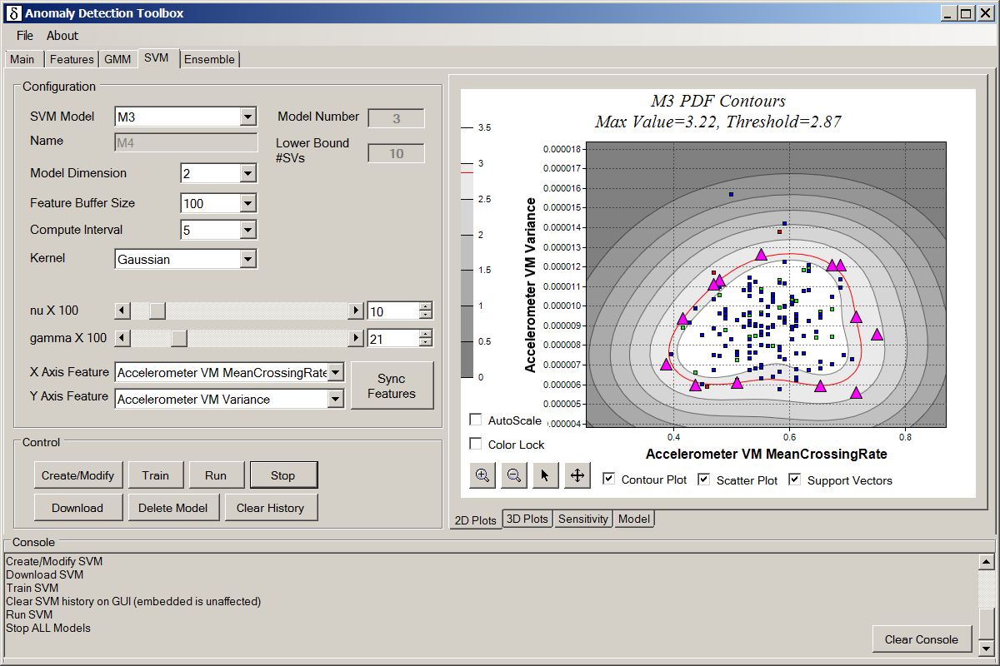 δ Anomaly Detection Toolbox
File About
Main Features GMM SVM Ensemble
Configuration
SVM Model M3 Model Number 3
Name M4 Lower Bound #SVs 10
Model Dimension 2
Feature Buffer Size 100
Compute Interval 5
Kernel Gaussian
nu X 100 10
gamma X 100 21
X Axis Feature Accelerometer VM MeanCrossingRate
Y Axis Feature Accelerometer VM Variance
Sync
Features
Control
Create/Modify Train Run Stop
Download Delete Model Clear History
M3 PDF Contours
Max Value=3.22, Threshold=2.87
3.5
3
2.5
2
1.5
1
0.5
0
Accelerometer VM Variance
0.000018
0.000017
0.000016
0.000015
0.000014
0.000013
0.000012
0.000011
0.000010
0.000009
0.000008
0.000007
0.000006
0.000005
0.000004
0.4 0.6 0.8
Accelerometer VM MeanCrossingRate
AutoScale
Color Lock
Contour Plot Scatter Plot Support Vectors
2D Plots 3D Plots Sensitivity Model
Console
Create/Modify SVM
Download SVM
Train SVM
Clear SVM history on GUI (embedded is unaffected)
Run SVM
Stop ALL Models
Clear Console